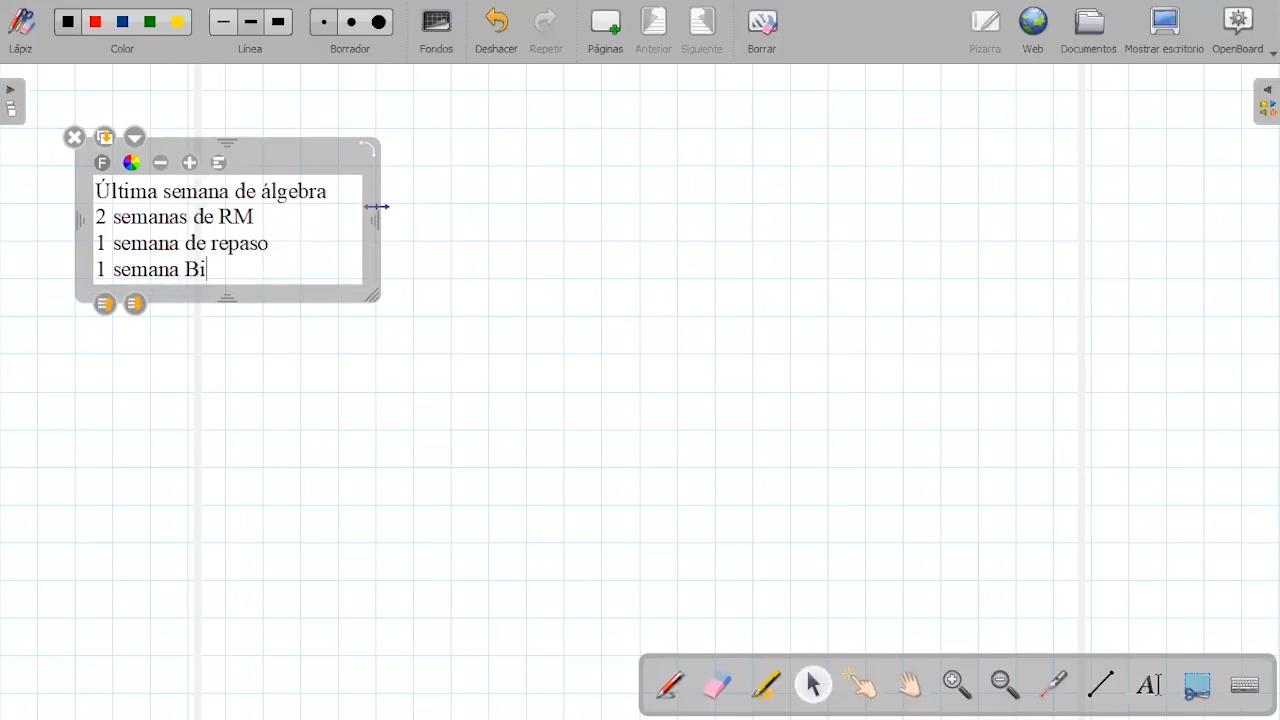 Lápiz
Color
Línea
Borrador
Fondos
Deshacer
Repetir
Páginas
Anterior
Siguiente
Borrar
Pizarra
Web
Documentos
Mostrar escritorio
OpenBoard
F
Última semana de álgebra
2 semanas de RM
1 semana de repaso
1 semana Bi
A